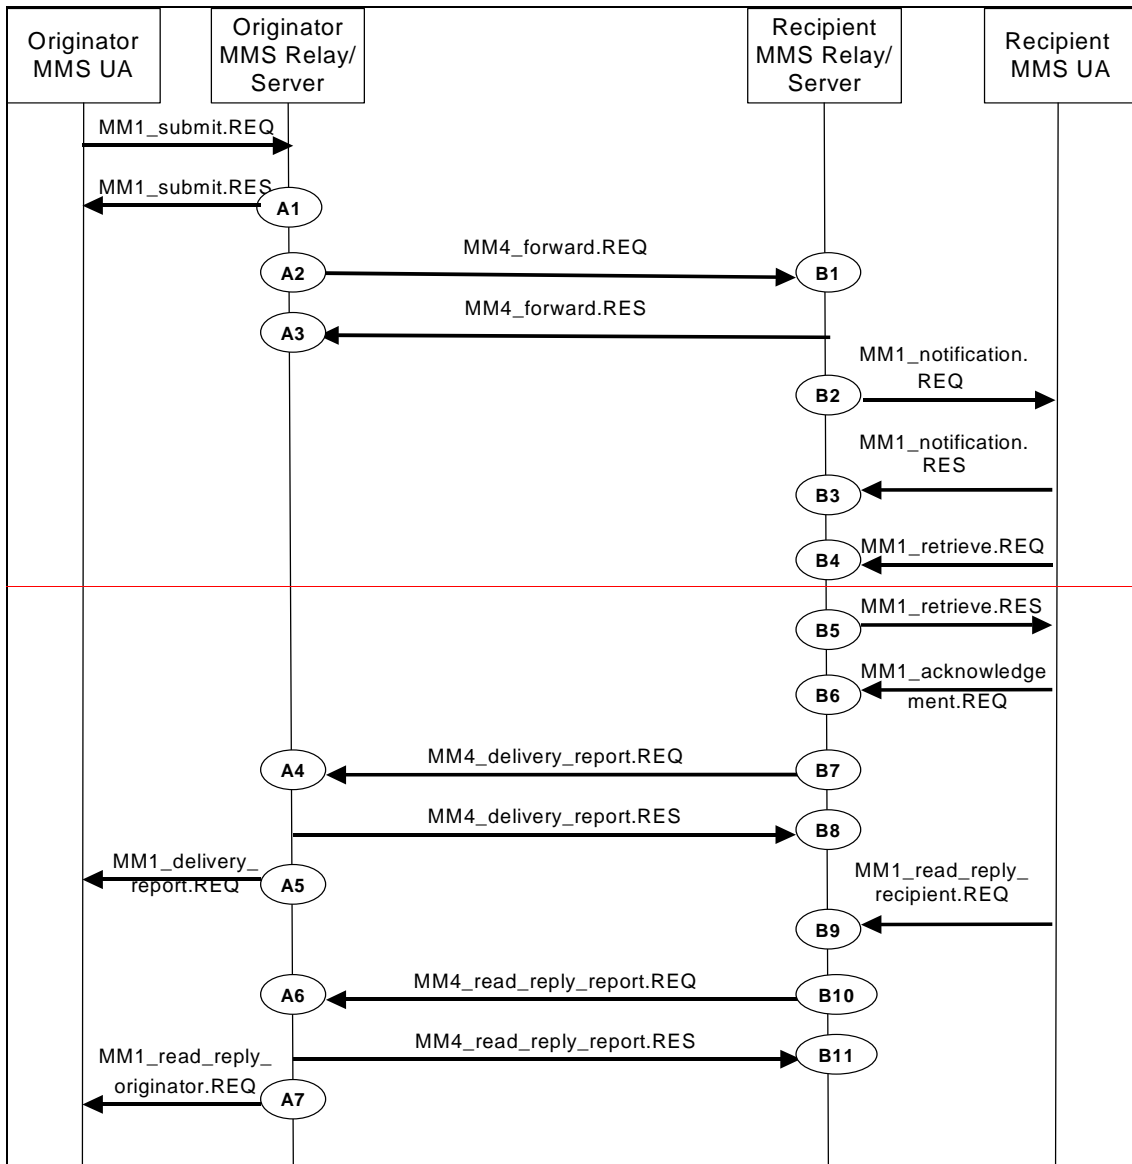 Originator
MMS UA
Originator
MMS Relay/
Server
Recipient
MMS Relay/
Server
Recipient
MMS UA
MM1_submit.REQ
MM1_submit.RES
A1
MM4_forward.REQ
A2
B1
MM4_forward.RES
A3
MM1_notification.
REQ
B2
MM1_notification.
RES
B3
MM1_retrieve.REQ
B4
MM1_retrieve.RES
B5
MM1_acknowledge
ment.REQ
B6
MM4_delivery_report.REQ
A4
B7
MM4_delivery_report.RES
B8
MM1_delivery_
report.REQ
A5
MM1_read_reply_
recipient.REQ
B9
MM4_read_reply_report.REQ
A6
B10
MM4_read_reply_report.RES
B11
MM1_read_reply_
originator.REQ
A7